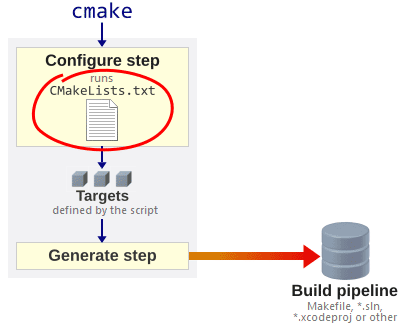 cmake
Configure step
runs
CMakeLists.txt
Targets
defined by the script
Generate step
Build pipeline
Makefile, *.sln,
*.xcodeproj or other